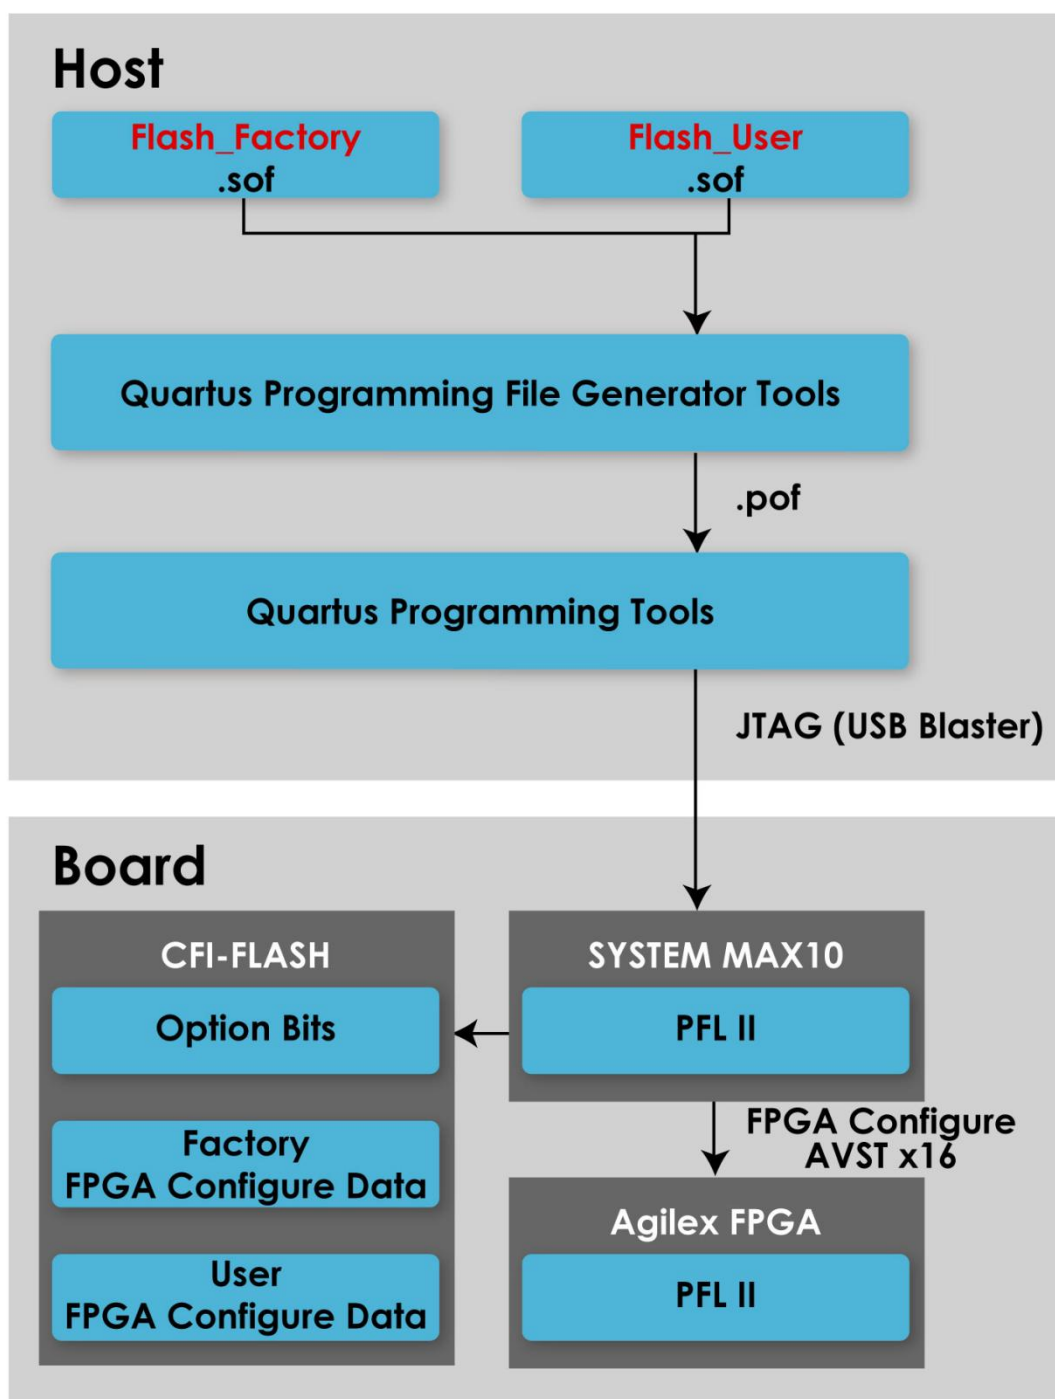 Host
Flash_Factory
.sof
Flash_User
.sof
Quartus Programming File Generator Tools
.pof
Quartus Programming Tools
JTAG (USB Blaster)
Board
CFI-FLASH
Option Bits
Factory
FPGA Configure Data
User
FPGA Configure Data
SYSTEM MAX10
PFL II
FPGA Configure
AVST x16
Agilex FPGA
PFL II